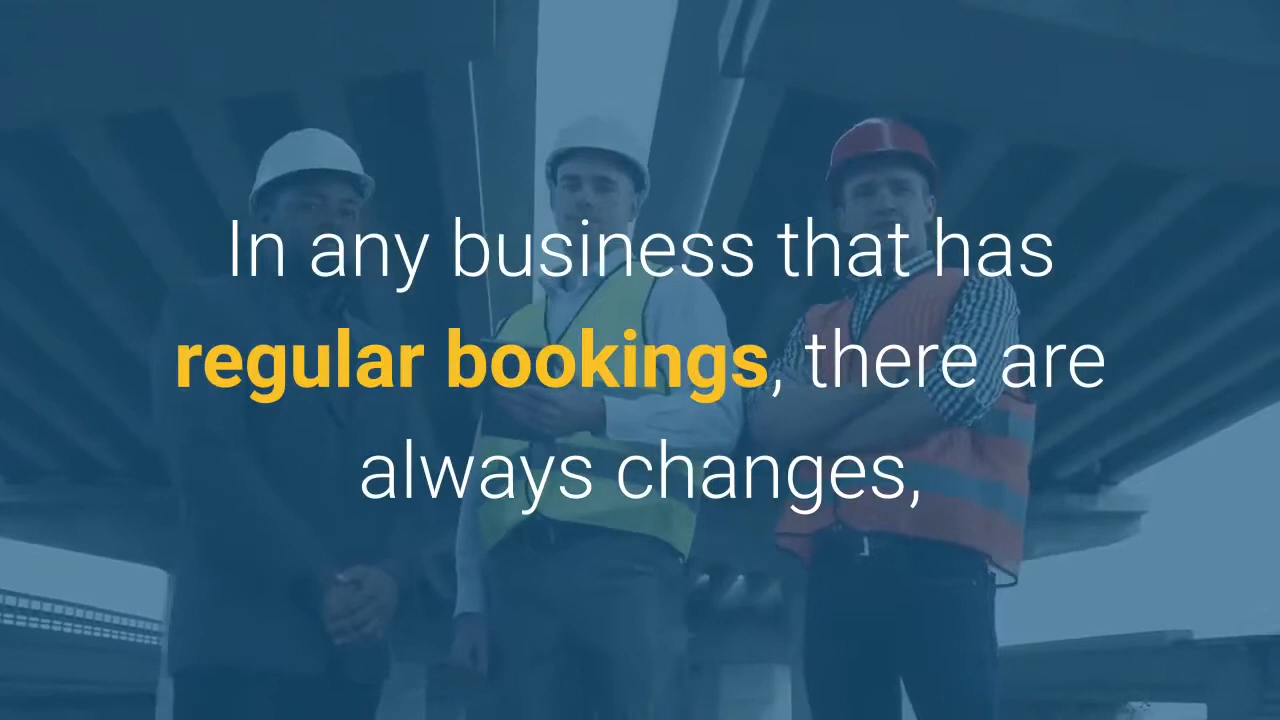 In any business that has
regular bookings, there are
always changes,